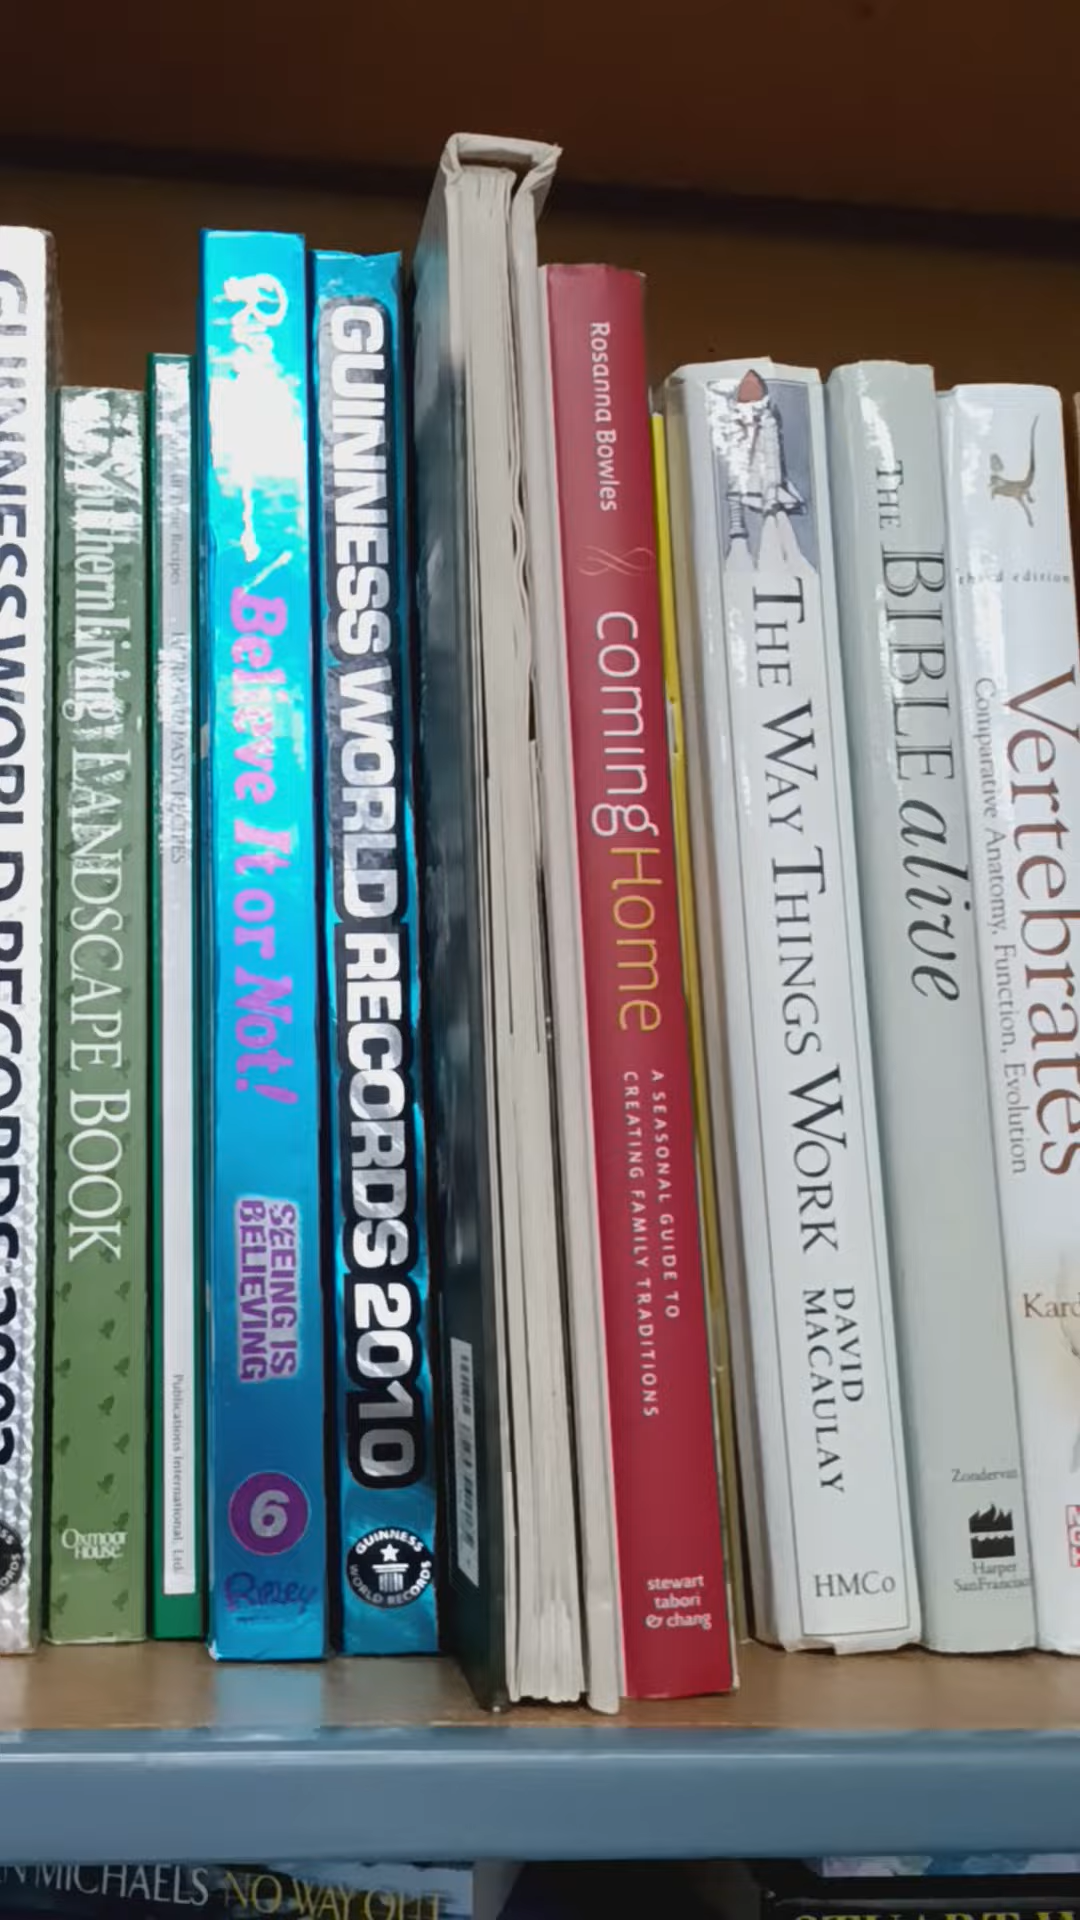 GUINNESS WORLD RECORDS
Southern Living LANDSCAPE BOOK
Oxmoor
HOUSE
Recipes
PASTA RECIPES
Publications International, Ltd.
Believe It or Not!
SEEING IS
BELIEVING
6
Ripley
GUINNESS WORLD RECORDS 2010
GUINNESS
WORLD RECORDS
Rosanna Bowles
coming Home
A SEASONAL GUIDE TO
CREATING FAMILY TRADITIONS
stewart
tabori
& chang
THE WAY THINGS WORK
DAVID
MACAULAY
HMCo
THE BIBLE alive
Zondervan
Harper
SanFrancisco
third edition
Vertebrates
Comparative Anatomy, Function, Evolution
MICHAELS NO WAY OUT